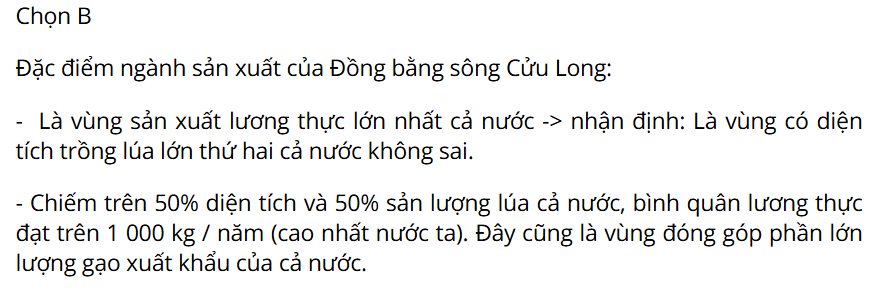 Chọn B
Đặc điểm ngành sản xuất của Đồng bằng sông Cửu Long:
- Là vùng sản xuất lương thực lớn nhất cả nước -> nhận định: Là vùng có diện
tích trồng lúa lớn thứ hai cả nước không sai.
- Chiếm trên 50% diện tích và 50% sản lượng lúa cả nước, bình quân lương thực
đạt trên 1 000 kg / năm (cao nhất nước ta). Đây cũng là vùng đóng góp phần lớn
lượng gạo xuất khẩu của cả nước.